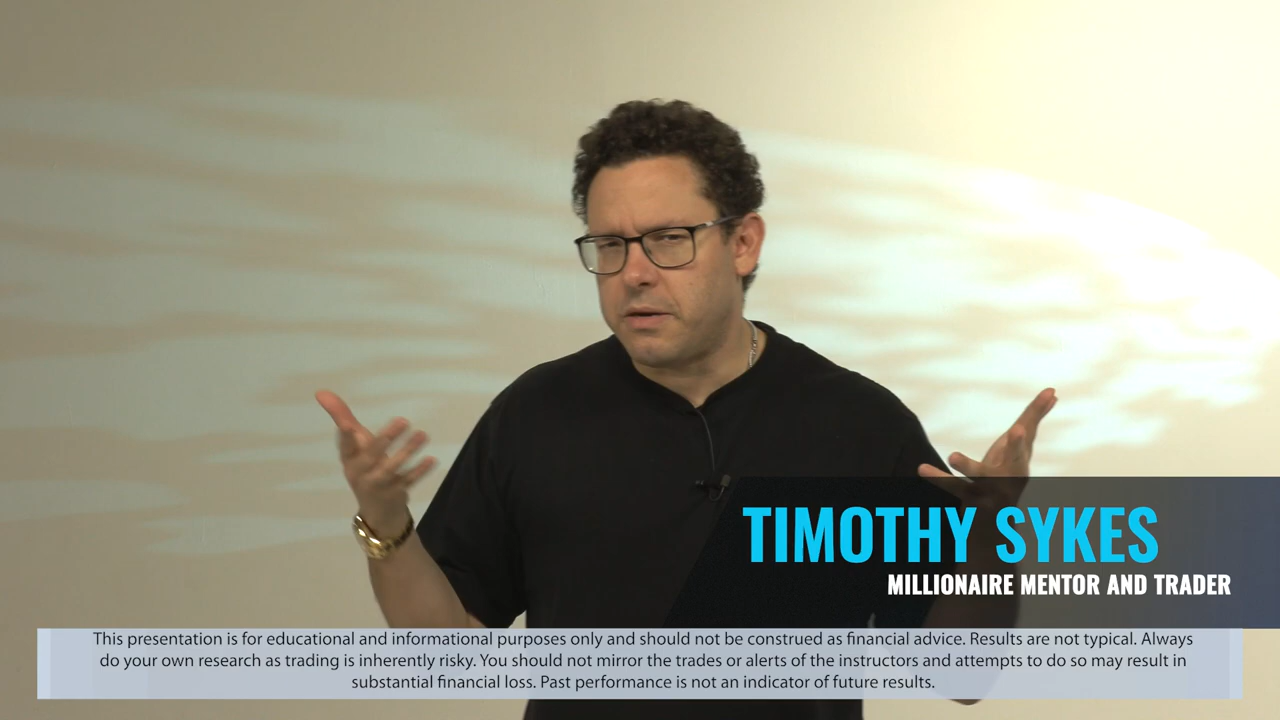 TIMOTHY SYKES
MILLIONAIRE MENTOR AND TRADER
This presentation is for educational and informational purposes only and should not be construed as financial advice. Results are not typical. Always
do your own research as trading is inherently risky. You should not mirror the trades or alerts of the instructors and attempts to do so may result in
substantial financial loss. Past performance is not an indicator of future results.